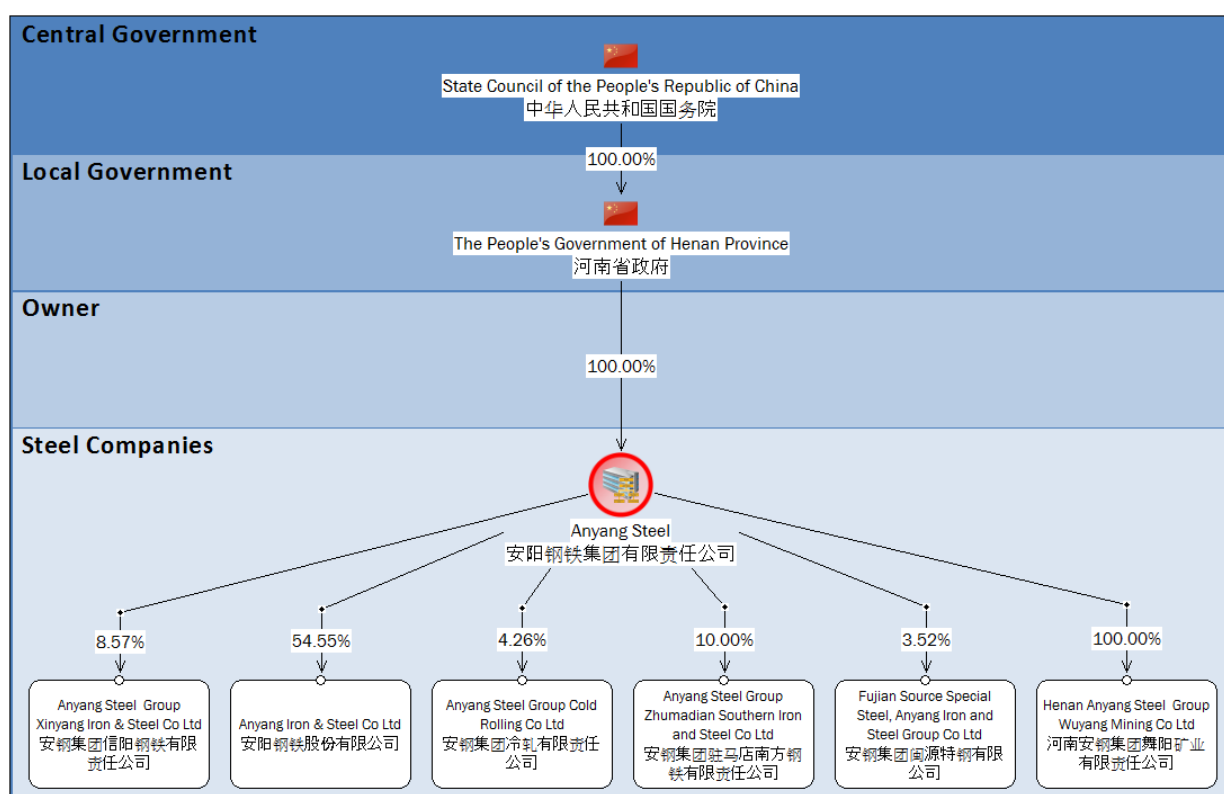 Central Government
State Council of the People's Republic of China
中华人民共和国国务院
100.00%
Local Government
The People's Government of Henan Province
河南省政府
Owner
100.00%
Steel Companies
Anyang Steel
安阳钢铁集团有限责任公司
8.57%
54.55%
4.26%
10.00%
3.52%
100.00%
Anyang Steel Group
Xinyang Iron & Steel Co Ltd
安钢集团信阳钢铁有限
责任公司
Anyang Iron & Steel Co Ltd
安阳钢铁股份有限公司
Anyang Steel Group Cold
Rolling Co Ltd
安钢集团冷轧有限责任
公司
Anyang Steel Group
Zhumadian Southern Iron
and Steel Co Ltd
安钢集团驻马店南方钢
铁有限责任公司
Fujian Source Special
Steel, Anyang Iron and
Steel Group Co Ltd
安钢集团闽源特钢有限
公司
Henan Anyang Steel Group
Wuyang Mining Co Ltd
河南安钢集团舞阳矿业
有限责任公司